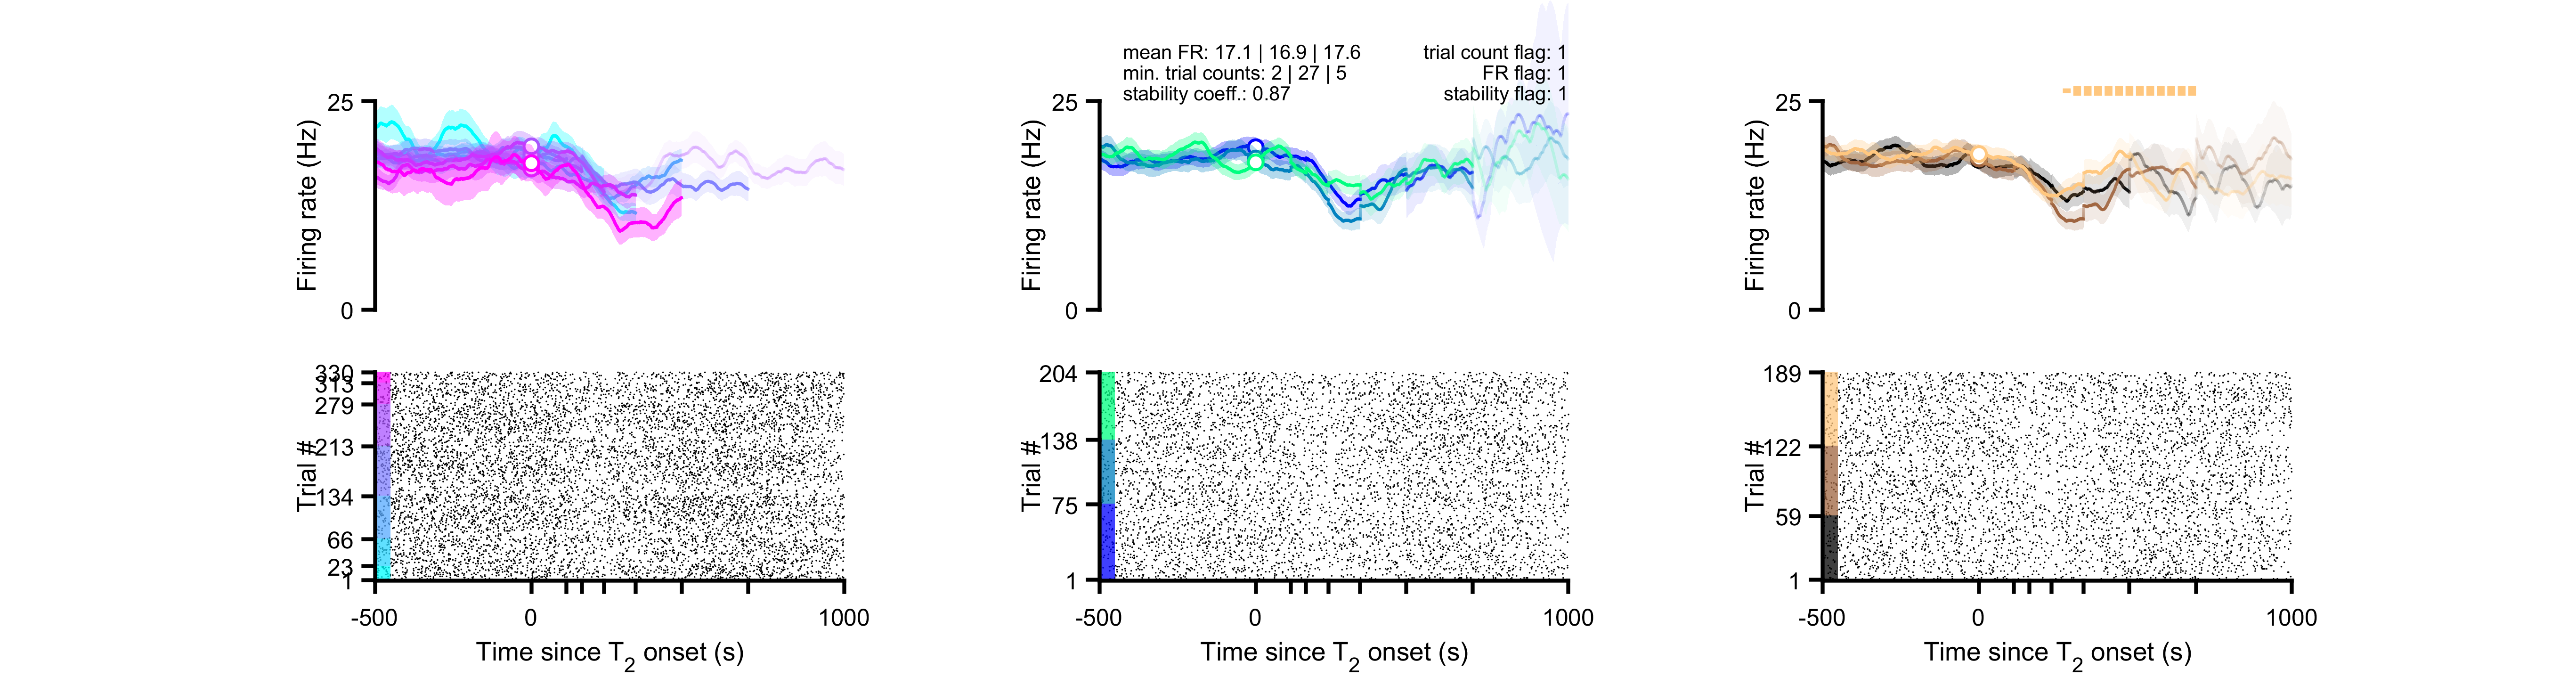 mean FR: 17.1 | 16.9 | 17.6
trial count flag: 1
min. trial counts: 2 | 27 | 5
FR flag: 1
stability coeff.: 0.87
stability flag: 1
25
Firing rate (Hz)
0
25
Firing rate (Hz)
0
25
Firing rate (Hz)
0
330
313
279
213
134
66
23
1
Trial #
-500
0
1000
Time since T2 onset (s)
204
138
75
1
Trial #
-500
0
1000
Time since T2 onset (s)
189
122
59
1
Trial #
-500
0
1000
Time since T2 onset (s)